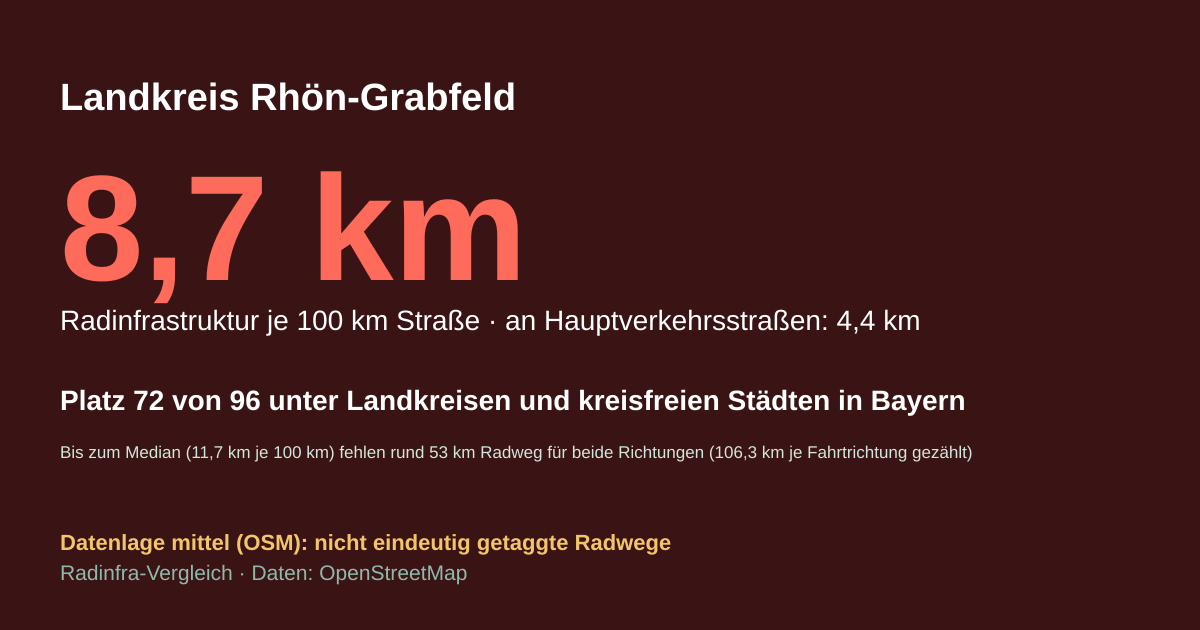 Landkreis Rhön-Grabfeld
8,7 km
Radinfrastruktur je 100 km Straße · an Hauptverkehrsstraßen: 4,4 km
Platz 72 von 96 unter Landkreisen und kreisfreien Städten in Bayern
Bis zum Median (11,7 km je 100 km) fehlen rund 53 km Radweg für beide Richtungen (106,3 km je Fahrtrichtung gezählt)
Datenlage mittel (OSM): nicht eindeutig getaggte Radwege
Radinfra-Vergleich · Daten: OpenStreetMap